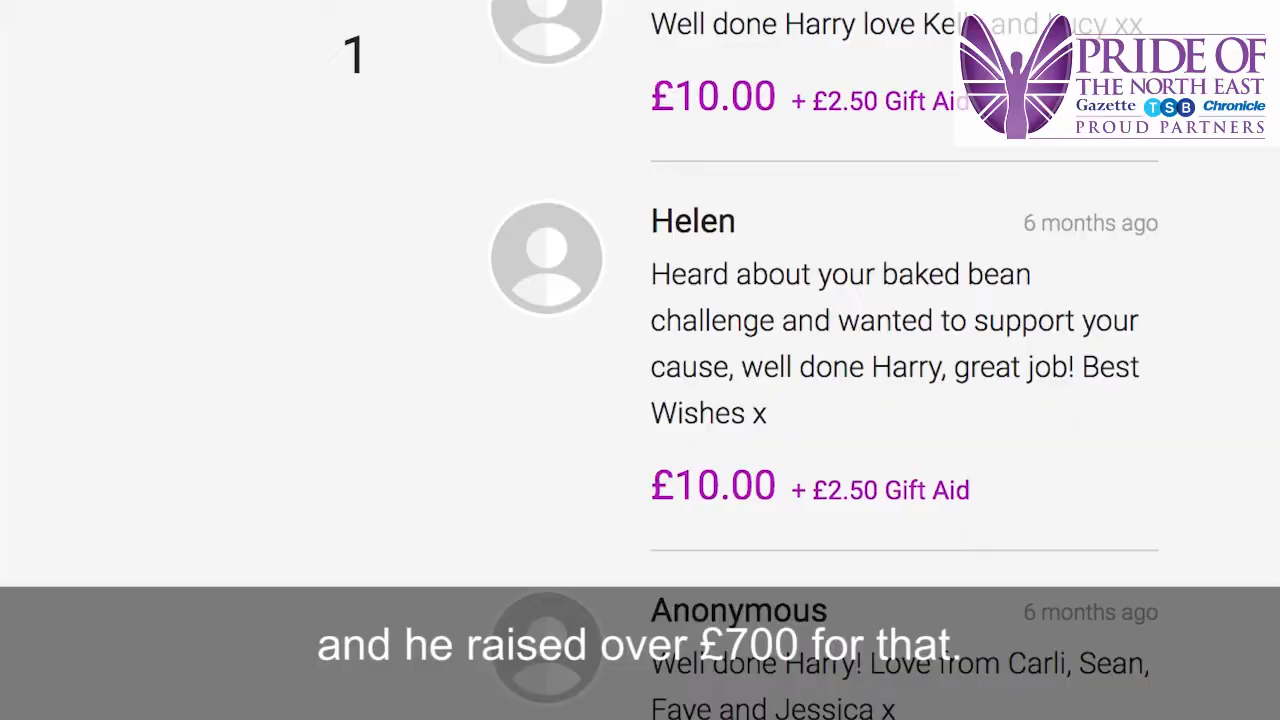 1
Well done Harry love Kelly and Lucy xx
£10.00 + £2.50 Gift Aid
PRIDE OF
THE NORTH EAST
Gazette TSB Chronicle
PROUD PARTNERS
Helen
6 months ago
Heard about your baked bean
challenge and wanted to support your
cause, well done Harry, great job! Best
Wishes x
£10.00 + £2.50 Gift Aid
Anonymous
6 months ago
and he raised over £700 for that.
Well done Harry! Love from Carli, Sean,
Faye and Jessica x